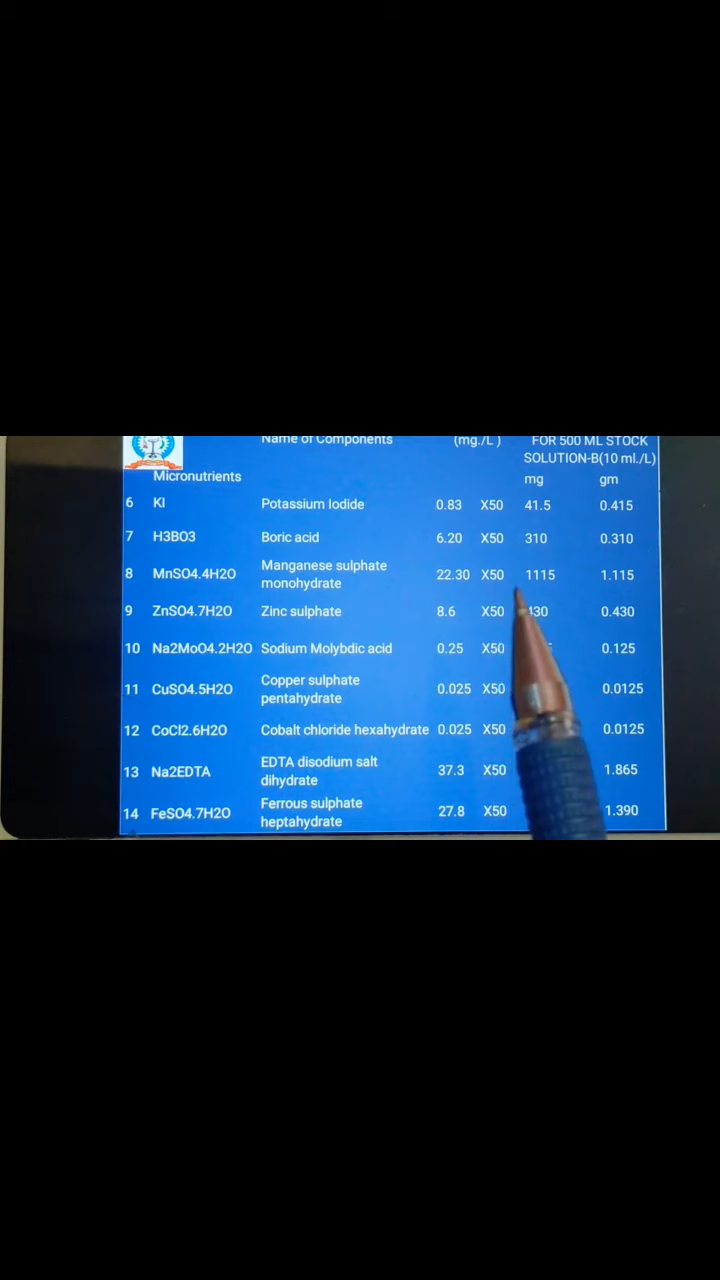 Name of Components (mg./L ) FOR 500 ML STOCK
SOLUTION-B(10 ml./L)
Micronutrients mg gm
6 KI Potassium Iodide 0.83 X50 41.5 0.415
7 H3BO3 Boric acid 6.20 X50 310 0.310
8 MnSO4.4H2O Manganese sulphate monohydrate 22.30 X50 1115 1.115
9 ZnSO4.7H2O Zinc sulphate 8.6 X50 430 0.430
10 Na2MoO4.2H2O Sodium Molybdic acid 0.25 X50 0.125
11 CuSO4.5H2O Copper sulphate pentahydrate 0.025 X50 0.0125
12 CoCl2.6H2O Cobalt chloride hexahydrate 0.025 X50 0.0125
13 Na2EDTA EDTA disodium salt dihydrate 37.3 X50 1.865
14 FeSO4.7H2O Ferrous sulphate heptahydrate 27.8 X50 1.390